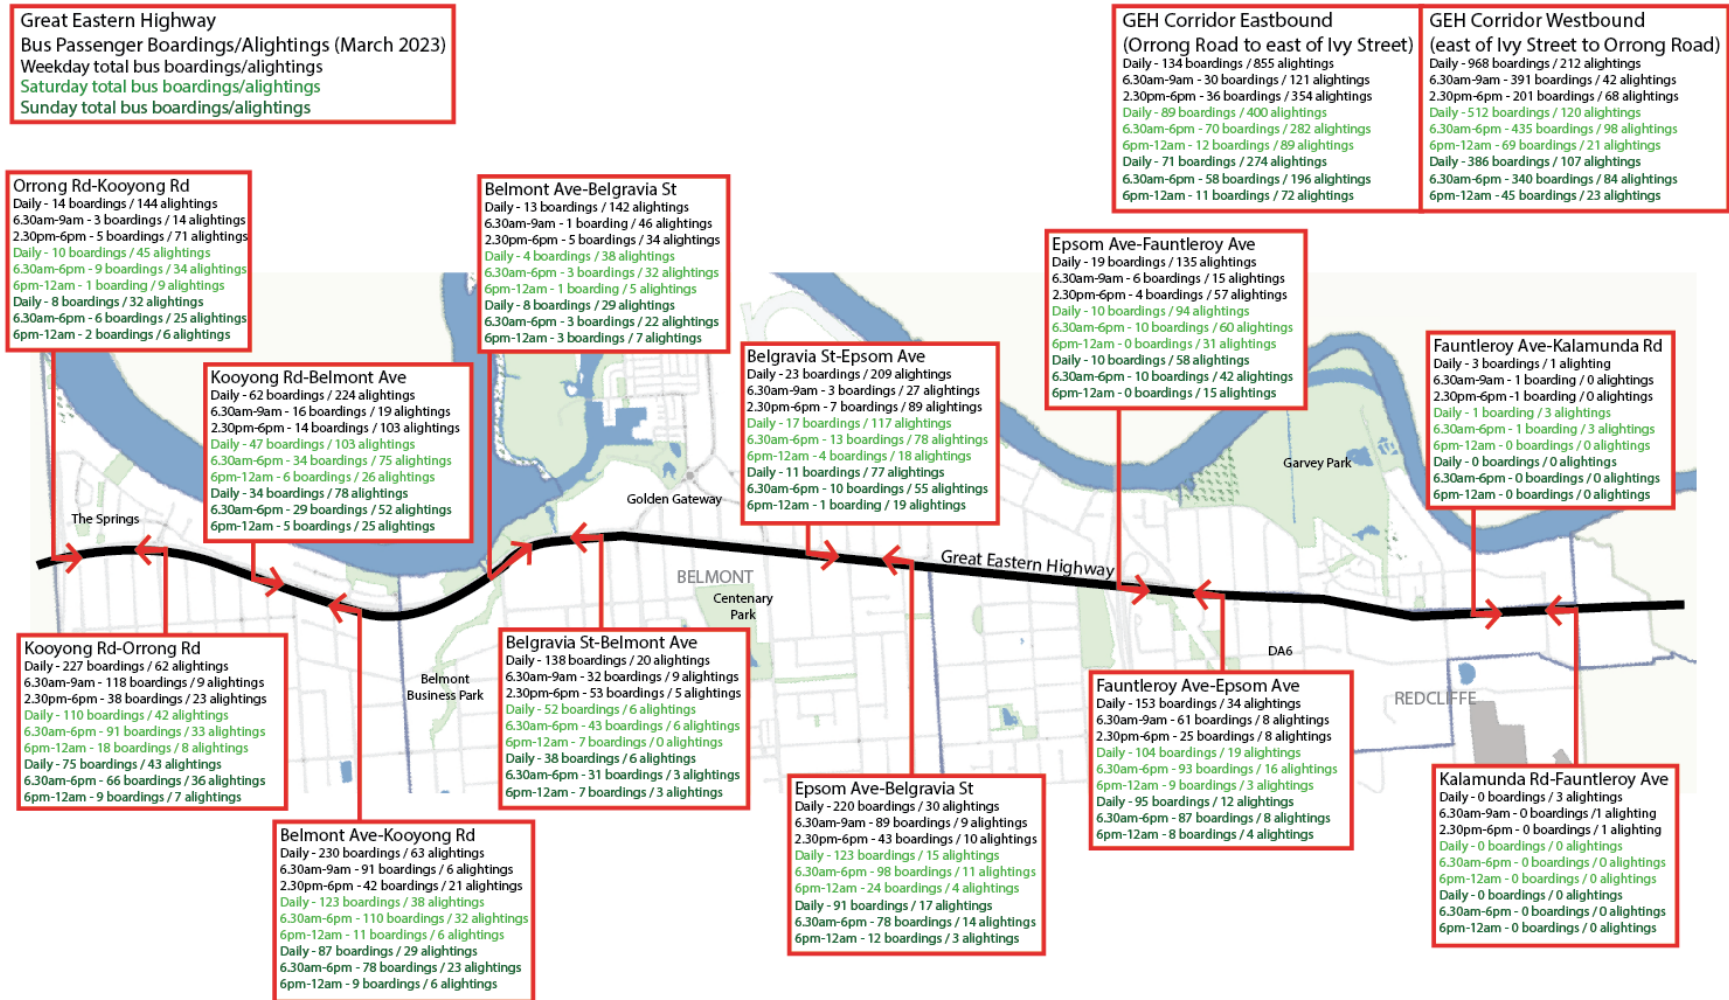 Great Eastern Highway
Bus Passenger Boardings/Alightings (March 2023)
Weekday total bus boardings/alightings
Saturday total bus boardings/alightings
Sunday total bus boardings/alightings
GEH Corridor Eastbound
(Orrong Road to east of Ivy Street)
Daily - 134 boardings / 855 alightings
6.30am-9am - 30 boardings / 121 alightings
2.30pm-6pm - 36 boardings / 354 alightings
Daily - 89 boardings / 400 alightings
6.30am-6pm - 70 boardings / 282 alightings
6pm-12am - 12 boardings / 89 alightings
Daily - 71 boardings / 274 alightings
6.30am-6pm - 58 boardings / 196 alightings
6pm-12am - 11 boardings / 72 alightings
GEH Corridor Westbound
(east of Ivy Street to Orrong Road)
Daily - 968 boardings / 212 alightings
6.30am-9am - 391 boardings / 42 alightings
2.30pm-6pm - 201 boardings / 68 alightings
Daily - 512 boardings / 120 alightings
6.30am-6pm - 435 boardings / 98 alightings
6pm-12am - 69 boardings / 21 alightings
Daily - 386 boardings / 107 alightings
6.30am-6pm - 340 boardings / 84 alightings
6pm-12am - 45 boardings / 23 alightings
Orrong Rd-Kooyong Rd
Daily - 14 boardings / 144 alightings
6.30am-9am - 3 boardings / 14 alightings
2.30pm-6pm - 5 boardings / 71 alightings
Daily - 10 boardings / 45 alightings
6.30am-6pm - 9 boardings / 34 alightings
6pm-12am - 1 boarding / 9 alightings
Daily - 8 boardings / 32 alightings
6.30am-6pm - 6 boardings / 25 alightings
6pm-12am - 2 boardings / 6 alightings
Belmont Ave-Belgravia St
Daily - 13 boardings / 142 alightings
6.30am-9am - 1 boarding / 46 alightings
2.30pm-6pm - 5 boardings / 34 alightings
Daily - 4 boardings / 38 alightings
6.30am-6pm - 3 boardings / 32 alightings
6pm-12am - 1 boarding / 5 alightings
Daily - 8 boardings / 29 alightings
6.30am-6pm - 3 boardings / 22 alightings
6pm-12am - 3 boardings / 7 alightings
Epsom Ave-Fauntleroy Ave
Daily - 19 boardings / 135 alightings
6.30am-9am - 6 boardings / 15 alightings
2.30pm-6pm - 4 boardings / 57 alightings
Daily - 10 boardings / 94 alightings
6.30am-6pm - 10 boardings / 60 alightings
6pm-12am - 0 boardings / 31 alightings
Daily - 10 boardings / 58 alightings
6.30am-6pm - 10 boardings / 42 alightings
6pm-12am - 0 boardings / 15 alightings
Fauntleroy Ave-Kalamunda Rd
Daily - 3 boardings / 1 alighting
6.30am-9am - 1 boarding / 0 alightings
2.30pm-6pm -1 boarding / 0 alightings
Daily - 1 boarding / 3 alightings
6.30am-6pm - 1 boarding / 3 alightings
6pm-12am - 0 boardings / 0 alightings
Daily - 0 boardings / 0 alightings
6.30am-6pm - 0 boardings / 0 alightings
6pm-12am - 0 boardings / 0 alightings
Belgravia St-Epsom Ave
Daily - 23 boardings / 209 alightings
6.30am-9am - 3 boardings / 27 alightings
2.30pm-6pm - 7 boardings / 89 alightings
Daily - 17 boardings / 117 alightings
6.30am-6pm - 13 boardings / 78 alightings
6pm-12am - 4 boardings / 18 alightings
Daily - 11 boardings / 77 alightings
6.30am-6pm - 10 boardings / 55 alightings
6pm-12am - 1 boarding / 19 alightings
Kooyong Rd-Belmont Ave
Daily - 62 boardings / 224 alightings
6.30am-9am - 16 boardings / 19 alightings
2.30pm-6pm - 14 boardings / 103 alightings
Daily - 47 boardings / 103 alightings
6.30am-6pm - 34 boardings / 75 alightings
6pm-12am - 6 boardings / 26 alightings
Daily - 34 boardings / 78 alightings
6.30am-6pm - 29 boardings / 52 alightings
6pm-12am - 5 boardings / 25 alightings
Garvey Park
Golden Gateway
The Springs
Great Eastern Highway
BELMONT
Centenary
Park
Belmont
Business Park
DA6
REDCLIFFE
Kooyong Rd-Orrong Rd
Daily - 227 boardings / 62 alightings
6.30am-9am - 118 boardings / 9 alightings
2.30pm-6pm - 38 boardings / 23 alightings
Daily - 110 boardings / 42 alightings
6.30am-6pm - 91 boardings / 33 alightings
6pm-12am - 18 boardings / 8 alightings
Daily - 75 boardings / 43 alightings
6.30am-6pm - 66 boardings / 36 alightings
6pm-12am - 9 boardings / 7 alightings
Belgravia St-Belmont Ave
Daily - 138 boardings / 20 alightings
6.30am-9am - 32 boardings / 9 alightings
2.30pm-6pm - 53 boardings / 5 alightings
Daily - 52 boardings / 6 alightings
6.30am-6pm - 43 boardings / 6 alightings
6pm-12am - 7 boardings / 0 alightings
Daily - 38 boardings / 6 alightings
6.30am-6pm - 31 boardings / 3 alightings
6pm-12am - 7 boardings / 3 alightings
Fauntleroy Ave-Epsom Ave
Daily - 153 boardings / 34 alightings
6.30am-9am - 61 boardings / 8 alightings
2.30pm-6pm - 25 boardings / 8 alightings
Daily - 104 boardings / 19 alightings
6.30am-6pm - 93 boardings / 16 alightings
6pm-12am - 9 boardings / 3 alightings
Daily - 95 boardings / 12 alightings
6.30am-6pm - 87 boardings / 8 alightings
6pm-12am - 8 boardings / 4 alightings
Epsom Ave-Belgravia St
Daily - 220 boardings / 30 alightings
6.30am-9am - 89 boardings / 9 alightings
2.30pm-6pm - 43 boardings / 10 alightings
Daily - 123 boardings / 15 alightings
6.30am-6pm - 98 boardings / 11 alightings
6pm-12am - 24 boardings / 4 alightings
Daily - 91 boardings / 17 alightings
6.30am-6pm - 78 boardings / 14 alightings
6pm-12am - 12 boardings / 3 alightings
Kalamunda Rd-Fauntleroy Ave
Daily - 0 boardings / 3 alightings
6.30am-9am - 0 boardings /1 alighting
2.30pm-6pm - 0 boardings / 1 alighting
Daily - 0 boardings / 0 alightings
6.30am-6pm - 0 boardings / 0 alightings
6pm-12am - 0 boardings / 0 alightings
Daily - 0 boardings / 0 alightings
6.30am-6pm - 0 boardings / 0 alightings
6pm-12am - 0 boardings / 0 alightings
Belmont Ave-Kooyong Rd
Daily - 230 boardings / 63 alightings
6.30am-9am - 91 boardings / 6 alightings
2.30pm-6pm - 42 boardings / 21 alightings
Daily - 123 boardings / 38 alightings
6.30am-6pm - 110 boardings / 32 alightings
6pm-12am - 11 boardings / 6 alightings
Daily - 87 boardings / 29 alightings
6.30am-6pm - 78 boardings / 23 alightings
6pm-12am - 9 boardings / 6 alightings